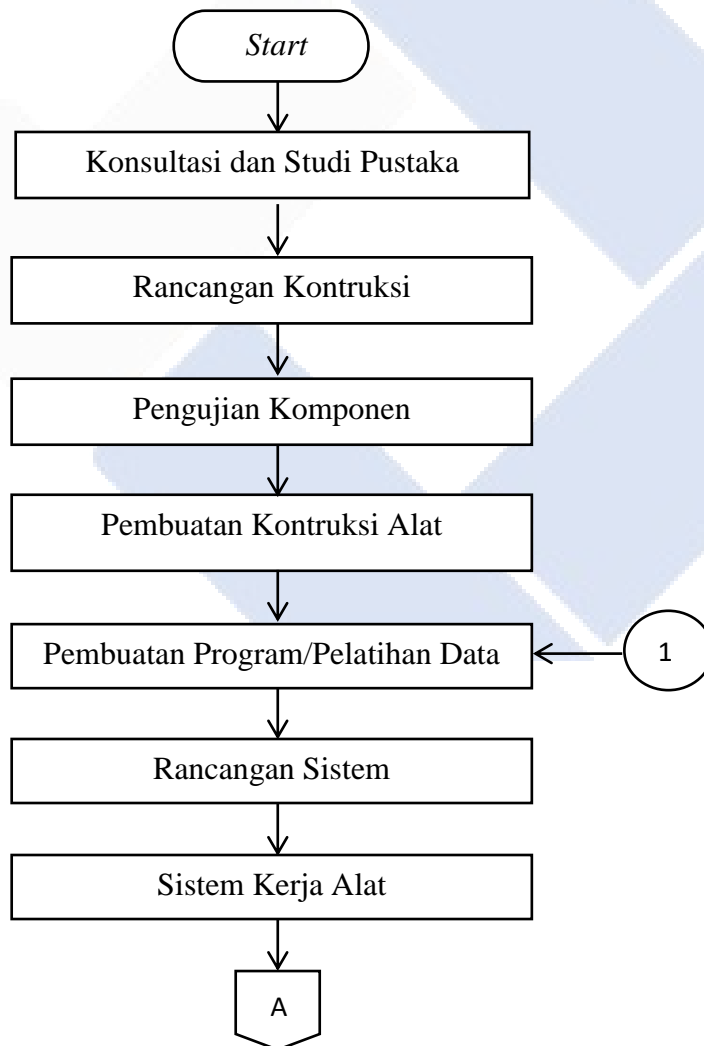 Start
Konsultasi dan Studi Pustaka
Rancangan Kontruksi
Pengujian Komponen
Pembuatan Kontruksi Alat
Pembuatan Program/Pelatihan Data
1
Rancangan Sistem
Sistem Kerja Alat
A